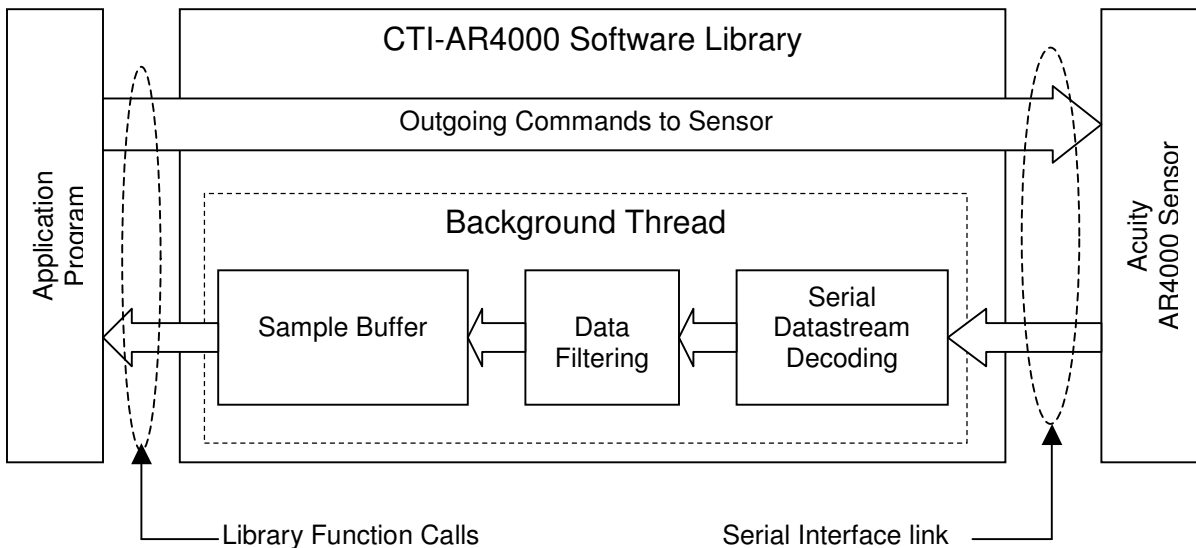 CTI-AR4000 Software Library
Outgoing Commands to Sensor
Application
Program
Background Thread
Sample Buffer
Data
Filtering
Serial
Datastream
Decoding
Acuity
AR4000 Sensor
Library Function Calls
Serial Interface link